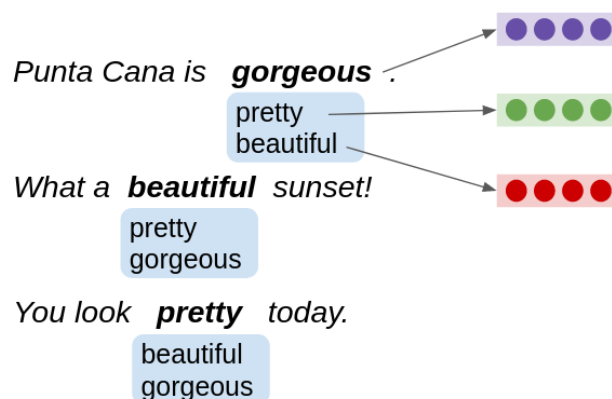 Punta Cana is gorgeous .
pretty
beautiful
What a beautiful sunset!
pretty
gorgeous
You look pretty today.
beautiful
gorgeous